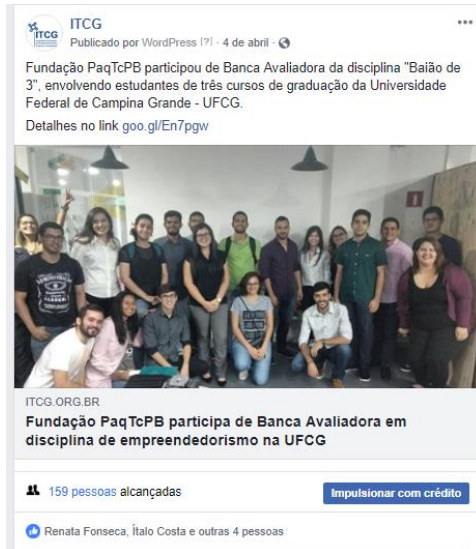 ITCG
ITCG
Publicado por WordPress [?] · 4 de abril ·
Fundação PaqTcPB participou de Banca Avaliadora da disciplina "Baião de
3", envolvendo estudantes de três cursos de graduação da Universidade
Federal de Campina Grande - UFCG.
Detalhes no link goo.gl/En7pgw
ITCG.ORG.BR
Fundação PaqTcPB participa de Banca Avaliadora em
disciplina de empreendedorismo na UFCG
159 pessoas alcançadas
Impulsionar com crédito
Renata Fonseca, Ítalo Costa e outras 4 pessoas